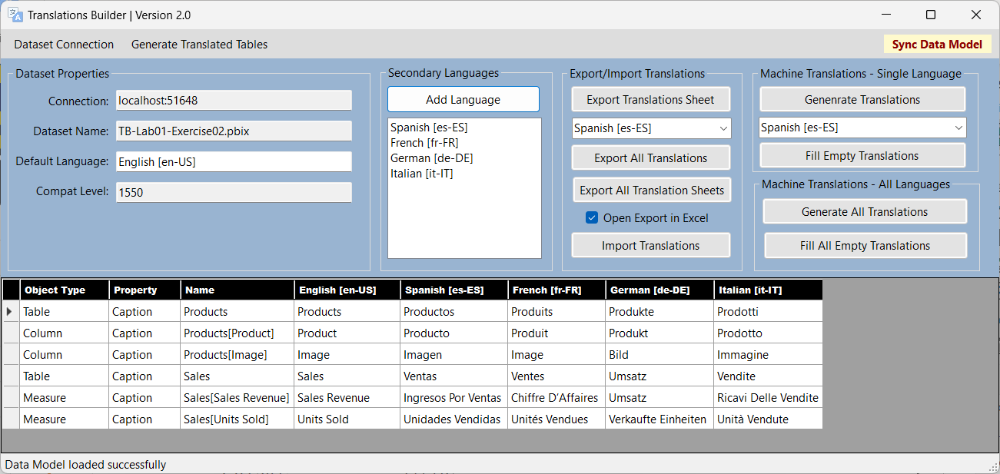 Translations Builder | Version 2.0
Dataset Connection Generate Translated Tables Sync Data Model
Dataset Properties
Connection: localhost:51648
Dataset Name: TB-Lab01-Exercise02.pbix
Default Language: English [en-US]
Compat Level: 1550
Secondary Languages
Add Language
Spanish [es-ES]
French [fr-FR]
German [de-DE]
Italian [it-IT]
Export/Import Translations
Export Translations Sheet
Spanish [es-ES]
Export All Translations
Export All Translation Sheets
Open Export in Excel
Import Translations
Machine Translations - Single Language
Genenrate Translations
Spanish [es-ES]
Fill Empty Translations
Machine Translations - All Languages
Generate All Translations
Fill All Empty Translations
Object Type Property Name English [en-US] Spanish [es-ES] French [fr-FR] German [de-DE] Italian [it-IT]
Table Caption Products Products Productos Produits Produkte Prodotti
Column Caption Products[Product] Product Producto Produit Produkt Prodotto
Column Caption Products[Image] Image Imagen Image Bild Immagine
Table Caption Sales Sales Ventas Ventes Umsatz Vendite
Measure Caption Sales[Sales Revenue] Sales Revenue Ingresos Por Ventas Chiffre D’Affaires Umsatz Ricavi Delle Vendite
Measure Caption Sales[Units Sold] Units Sold Unidades Vendidas Unités Vendues Verkaufte Einheiten Unità Vendute
Data Model loaded successfully